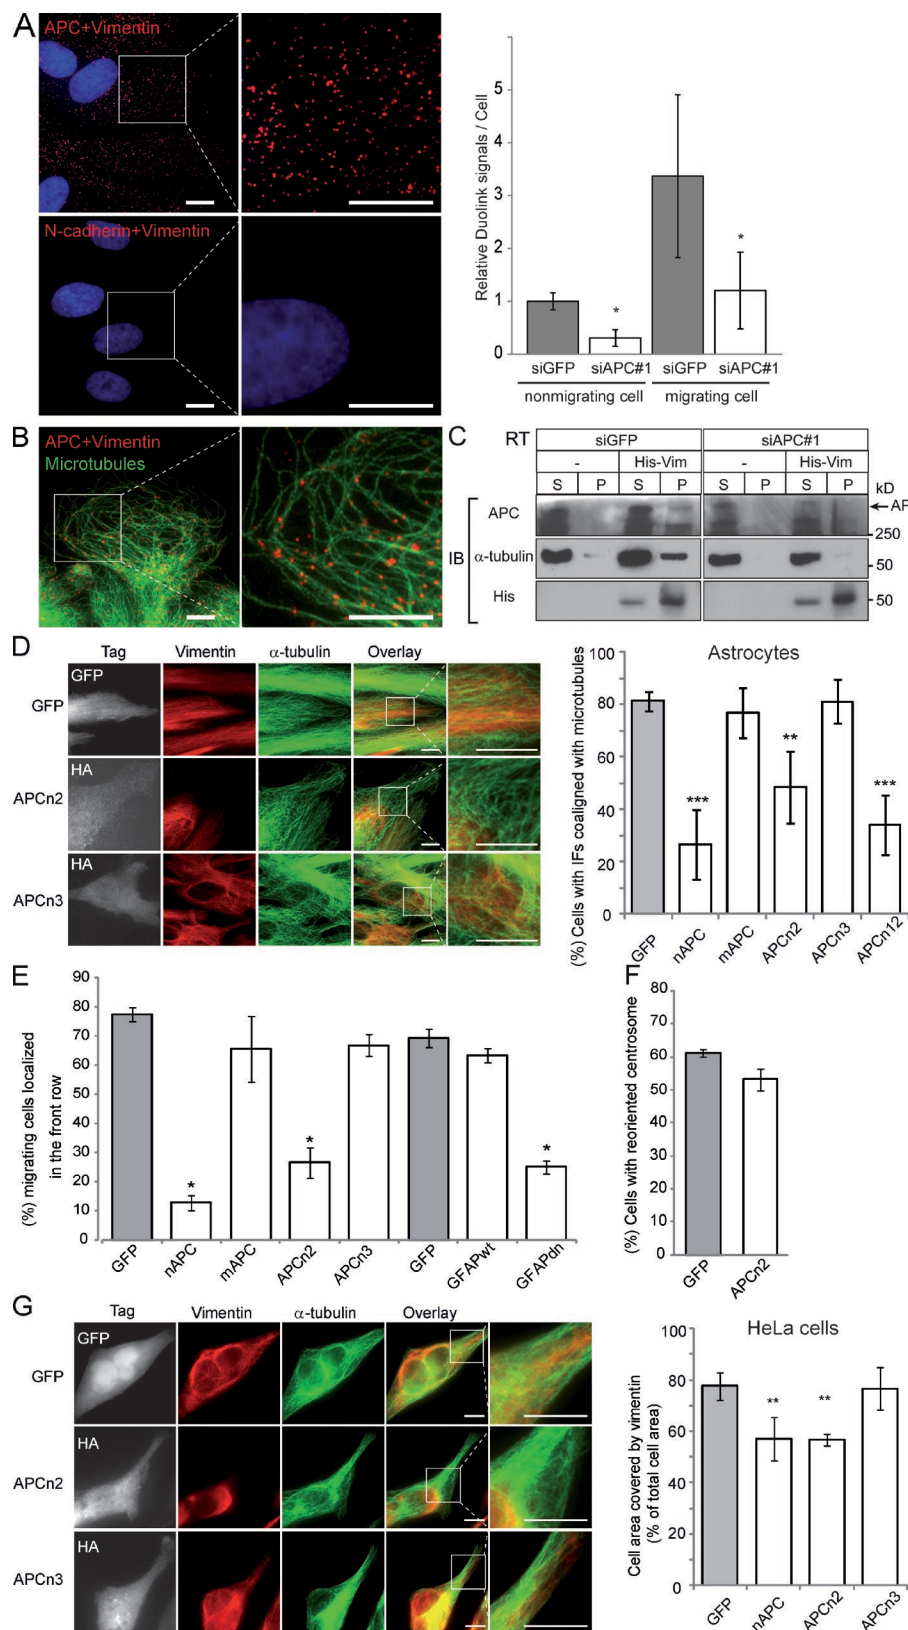 A
APC+Vimentin
N-cadherin+Vimentin
Relative Duolink signals / Cell
5
4
3
2
1
0
siGFP
siAPC#1
siGFP
siAPC#1
nonmigrating cell
migrating cell
*
*
B
APC+Vimentin
Microtubules
C
RT
siGFP
siAPC#1
-
His-Vim
-
His-Vim
S
P
S
P
S
P
S
P
kD
IB
APC
α-tubulin
His
AP
250
50
50
D
Tag
Vimentin
α-tubulin
Overlay
GFP
GFP
APCn2
HA
APCn3
HA
Astrocytes
(%) Cells with IFs coaligned with microtubules
100
80
60
40
20
0
***
**
***
GFP
nAPC
mAPC
APCn2
APCn3
APCn12
E
(%) migrating cells localized
in the front row
90
80
70
60
50
40
30
20
10
0
*
*
*
GFP
nAPC
mAPC
APCn2
APCn3
GFP
GFAPwt
GFAPdn
F
(%) Cells with reoriented centrosome
80
70
60
50
40
30
20
10
0
GFP
APCn2
G
Tag
Vimentin
α-tubulin
Overlay
GFP
GFP
APCn2
HA
APCn3
HA
HeLa cells
Cell area covered by vimentin
(% of total cell area)
100
80
60
40
20
0
**
**
GFP
nAPC
APCn2
APCn3